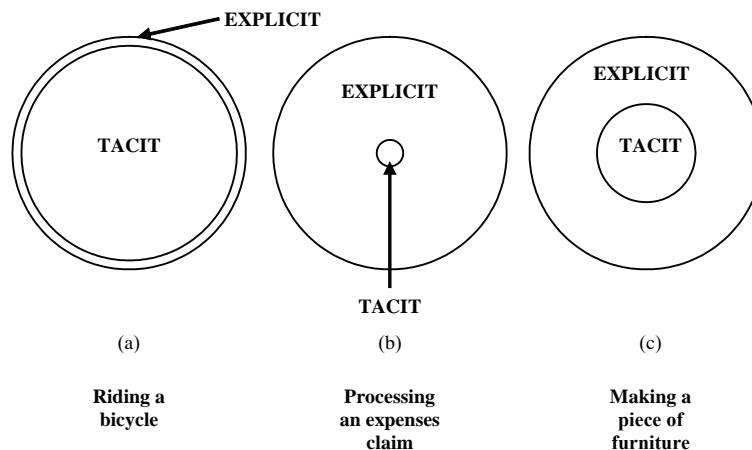 EXPLICIT
TACIT
EXPLICIT
TACIT
EXPLICIT
TACIT
(a)
(b)
(c)
Riding a
bicycle
Processing
an expenses
claim
Making a
piece of
furniture